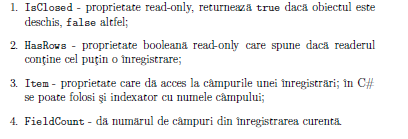 1. IsClosed - proprietate read-only, returnează true dacă obiectul este
deschis, false altfel;
2. HasRows - proprietate booleană read-only care spune dacă readerul
conţine cel puţin o înregistrare;
3. Item - proprietate care dă acces la câmpurile unei înregistrări; în C#
se poate folosi şi indexator cu numele câmpului;
4. FieldCount - dă numărul de câmpuri din înregistrarea curentă.